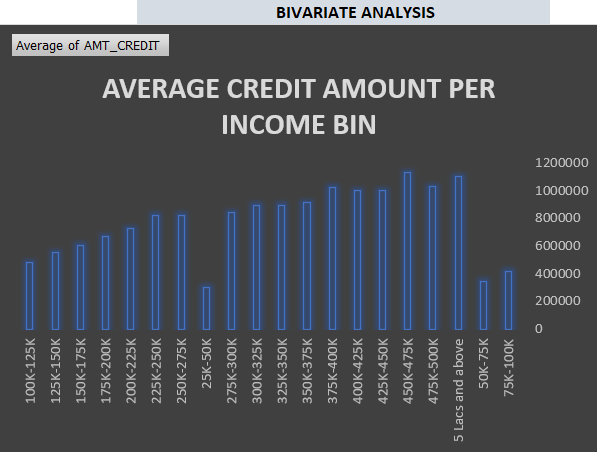 BIVARIATE ANALYSIS
Average of AMT_CREDIT
AVERAGE CREDIT AMOUNT PER
INCOME BIN
1200000
1000000
800000
600000
400000
200000
0
100K-125K
125K-150K
150K-175K
175K-200K
200K-225K
225K-250K
250K-275K
25K-50K
275K-300K
300K-325K
325K-350K
350K-375K
375K-400K
400K-425K
425K-450K
450K-475K
475K-500K
5 Lacs and above
50K-75K
75K-100K